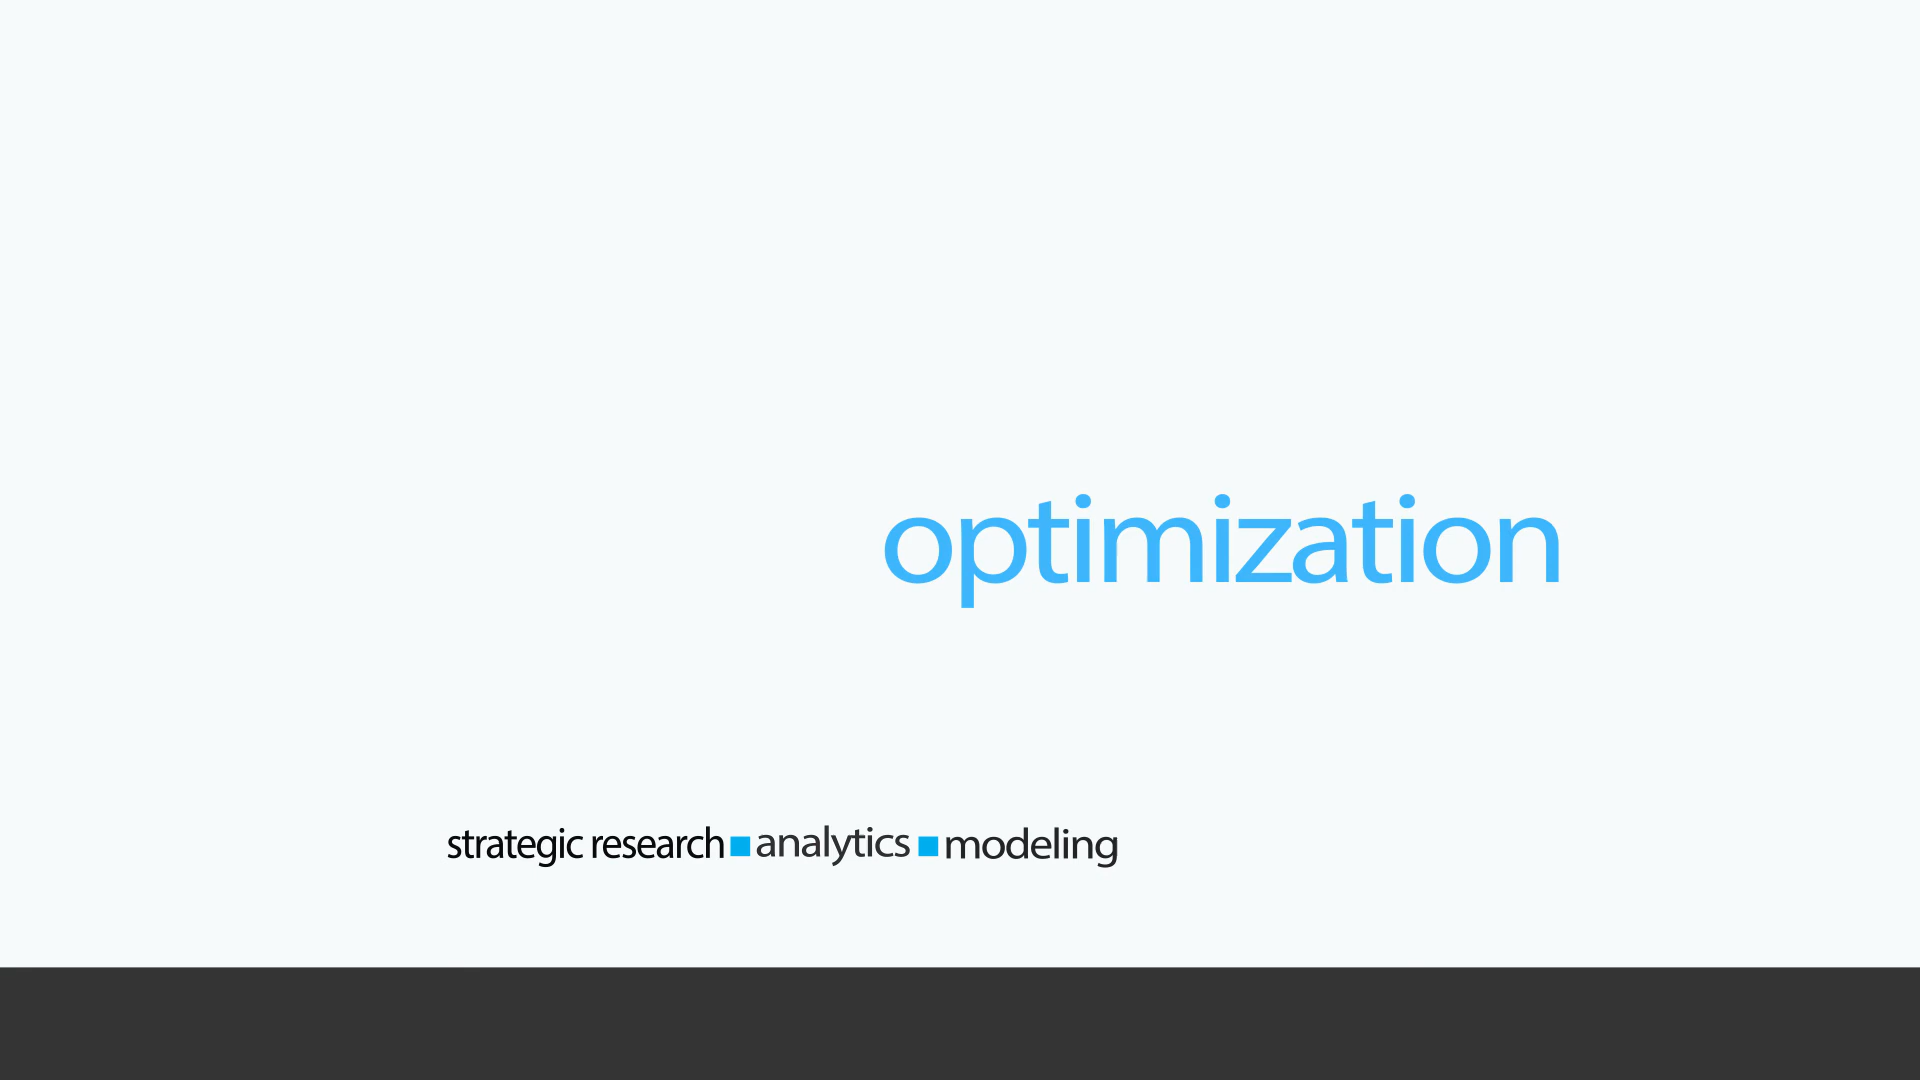 optimization
strategic research ■ analytics ■ modeling